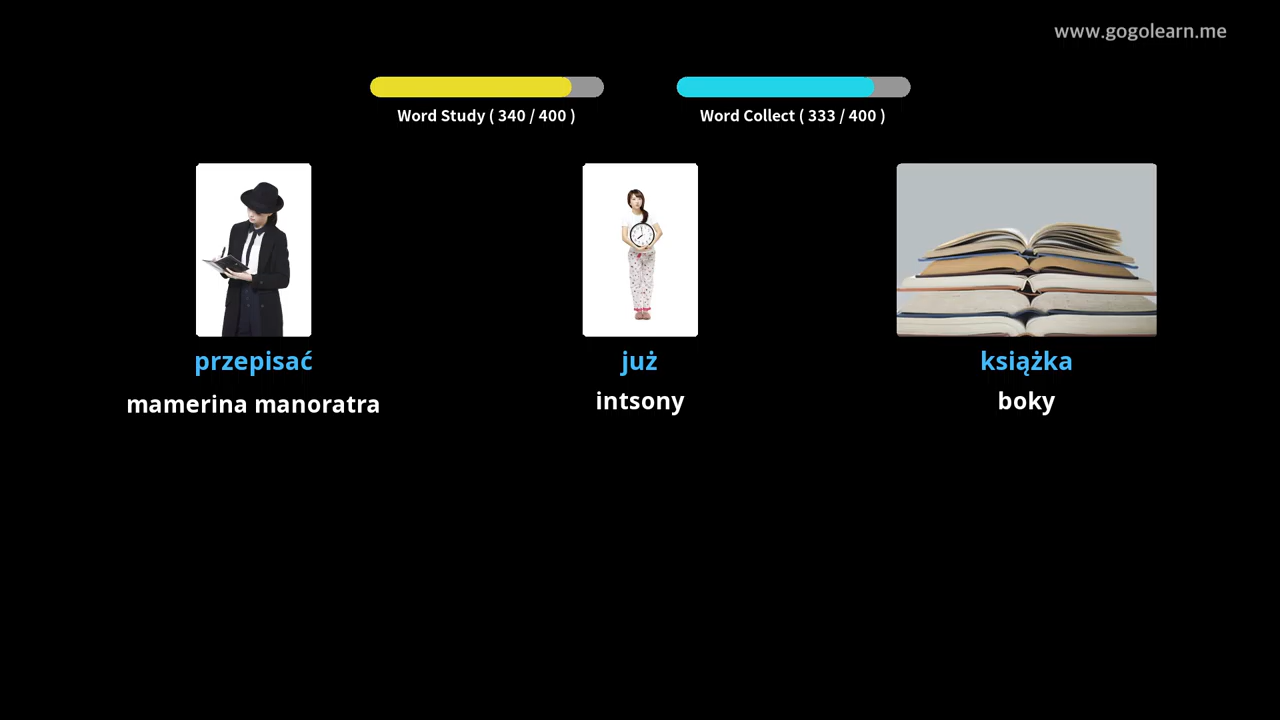 www.gogolearn.me
Word Study ( 340 / 400 )
Word Collect ( 333 / 400 )
przepisać
już
książka
mamerina manoratra
intsony
boky